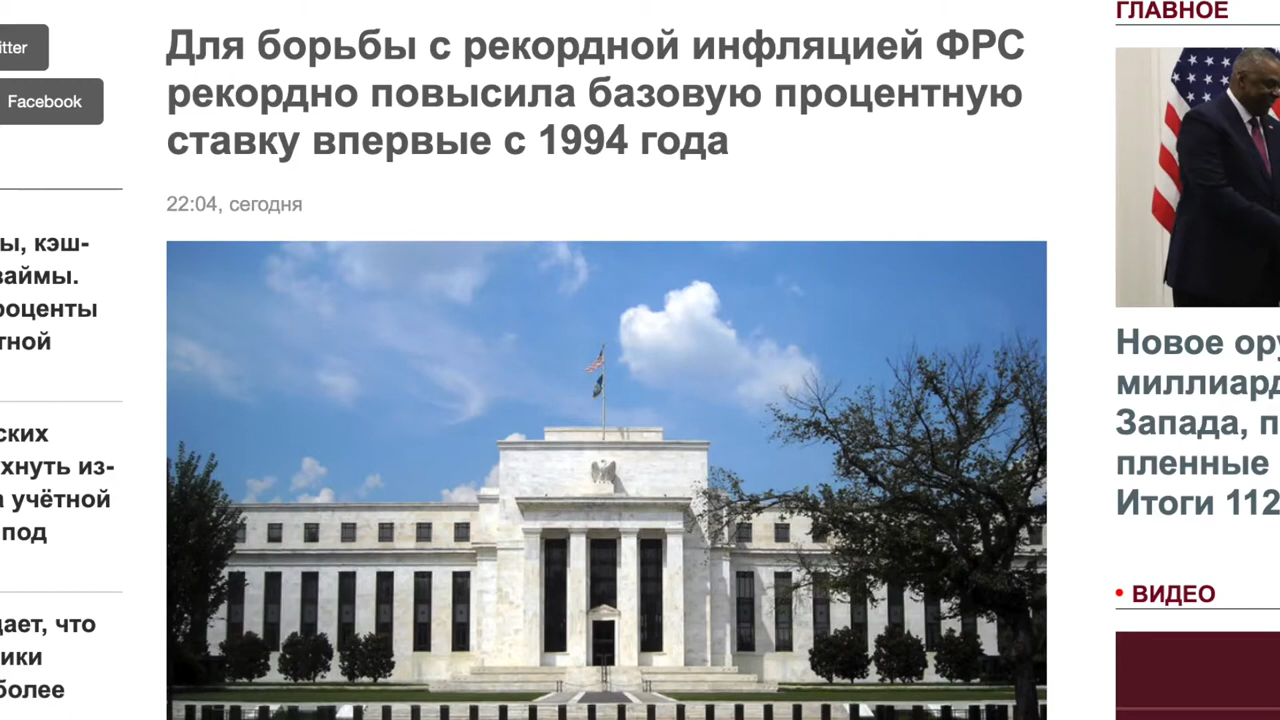 itter
Facebook
ы, кэш-
займы.
роценты
тной
ских
хнуть из-
а учётной
под
ает, что
ики
более
Для борьбы с рекордной инфляцией ФРС
рекордно повысила базовую процентную
ставку впервые с 1994 года
22:04, сегодня
ГЛАВНОЕ
Новое ору
миллиард
Запада, п
пленные
Итоги 112
• ВИДЕО